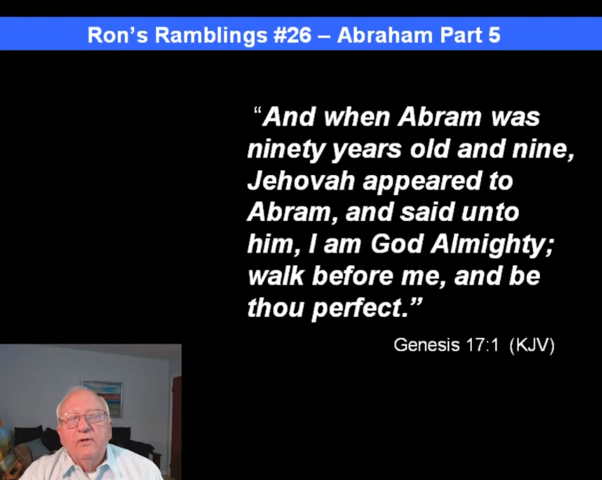 Ron's Ramblings #26 – Abraham Part 5
“And when Abram was
ninety years old and nine,
Jehovah appeared to
Abram, and said unto
him, I am God Almighty;
walk before me, and be
thou perfect.”
Genesis 17:1 (KJV)